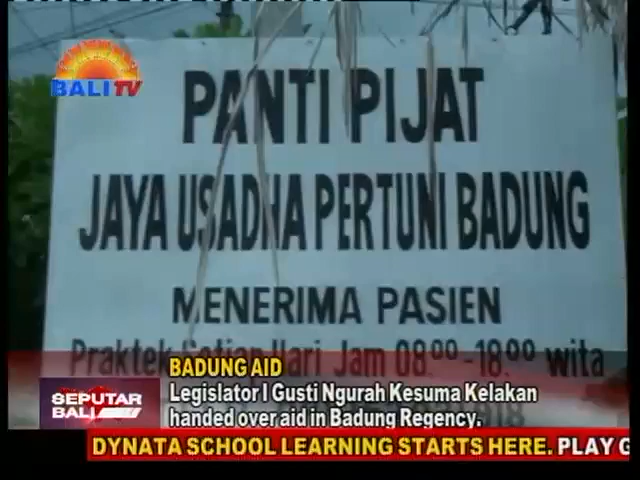 BALI TV
PANTI PIJAT
JAYA USADHA PERTUNI BADUNG
MENERIMA PASIEN
Praktek Setiap Hari Jam 08.00-18.00 wita
BADUNG AID
Legislator I Gusti Ngurah Kesuma Kelakan
handed over aid in Badung Regency.
SEPUTAR
BALI
DYNATA SCHOOL LEARNING STARTS HERE. PLAY G